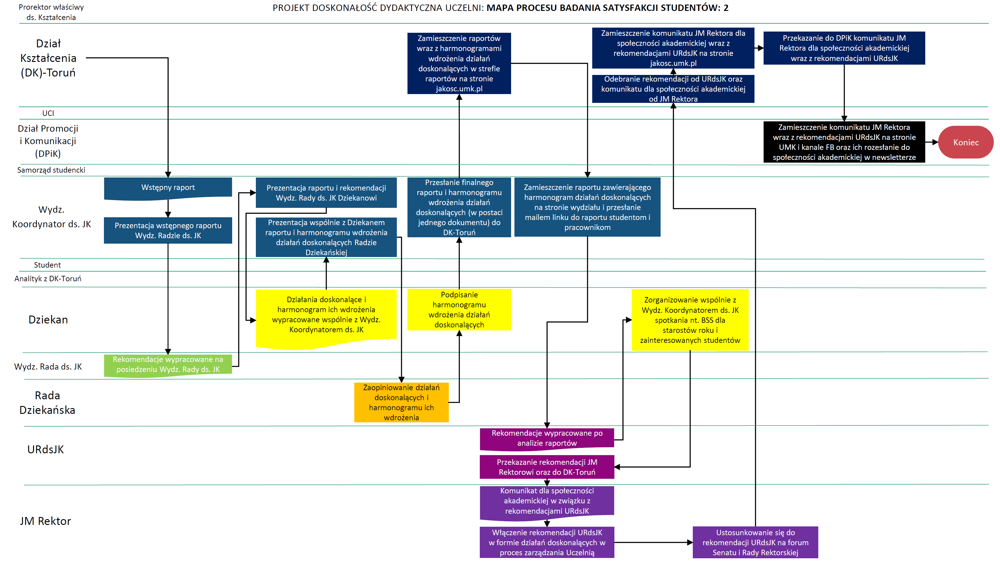 Prorektor właściwy
ds. Kształcenia
PROJEKT DOSKONAŁOŚĆ DYDAKTYCZNA UCZELNI: MAPA PROCESU BADANIA SATYSFAKCJI STUDENTÓW: 2
Dział
Kształcenia
(DK)-Toruń
Zamieszczenie raportów
wraz z harmonogramami
wdrożenia działań
doskonalących w strefie
raportów na stronie
jakosc.umk.pl
Zamieszczenie komunikatu JM Rektora dla
społeczności akademickiej wraz z
rekomendacjami URdsJK na stronie
jakosc.umk.pl
Przekazanie do DPiK komunikatu JM
Rektora dla społeczności akademickiej
wraz z rekomendacjami URdsJK
Odebranie rekomendacji od URdsJK oraz
komunikatu dla społeczności akademickiej
od JM Rektora
UCI
Dział Promocji
i Komunikacji
(DPiK)
Zamieszczenie komunikatu JM Rektora
wraz z rekomendacjami URdsJK na stronie
UMK i kanale FB oraz ich rozesłanie do
społeczności akademickiej w newsletterze
Koniec
Samorząd studencki
Wydz.
Koordynator ds. JK
Wstępny raport
Prezentacja wstępnego raportu
Wydz. Radzie ds. JK
Prezentacja raportu i rekomendacji
Wydz. Rady ds. JK Dziekanowi
Prezentacja wspólnie z Dziekanem
raportu i harmonogramu wdrożenia
działań doskonalących Radzie
Dziekańskiej
Przesłanie finalnego
raportu i harmonogramu
wdrożenia działań
doskonalących (w postaci
jednego dokumentu) do
DK-Toruń
Zamieszczenie raportu zawierającego
harmonogram działań doskonalących
na stronie wydziału i przesłanie
mailem linku do raportu studentom i
pracownikom
Student
Analityk z DK-Toruń
Dziekan
Działania doskonalące i
harmonogram ich wdrożenia
wypracowane wspólnie z Wydz.
Koordynatorem ds. JK
Podpisanie
harmonogramu
wdrożenia działań
doskonalących
Zorganizowanie wspólnie z
Wydz. Koordynatorem ds. JK
spotkania nt. BSS dla
starostów roku i
zainteresowanych studentów
Wydz. Rada ds. JK
Rekomendacje wypracowane na
posiedzeniu Wydz. Rady ds. JK
Rada
Dziekańska
Zaopiniowanie działań
doskonalących i
harmonogramu ich
wdrożenia
URdsJK
Rekomendacje wypracowane po
analizie raportów
Przekazanie rekomendacji JM
Rektorowi oraz do DK-Toruń
JM Rektor
Komunikat dla społeczności
akademickiej w związku z
rekomendacjami URdsJK
Włączenie rekomendacji URdsJK
w formie działań doskonalących w
proces zarządzania Uczelnią
Ustosunkowanie się do
rekomendacji URdsJK na forum
Senatu i Rady Rektorskiej